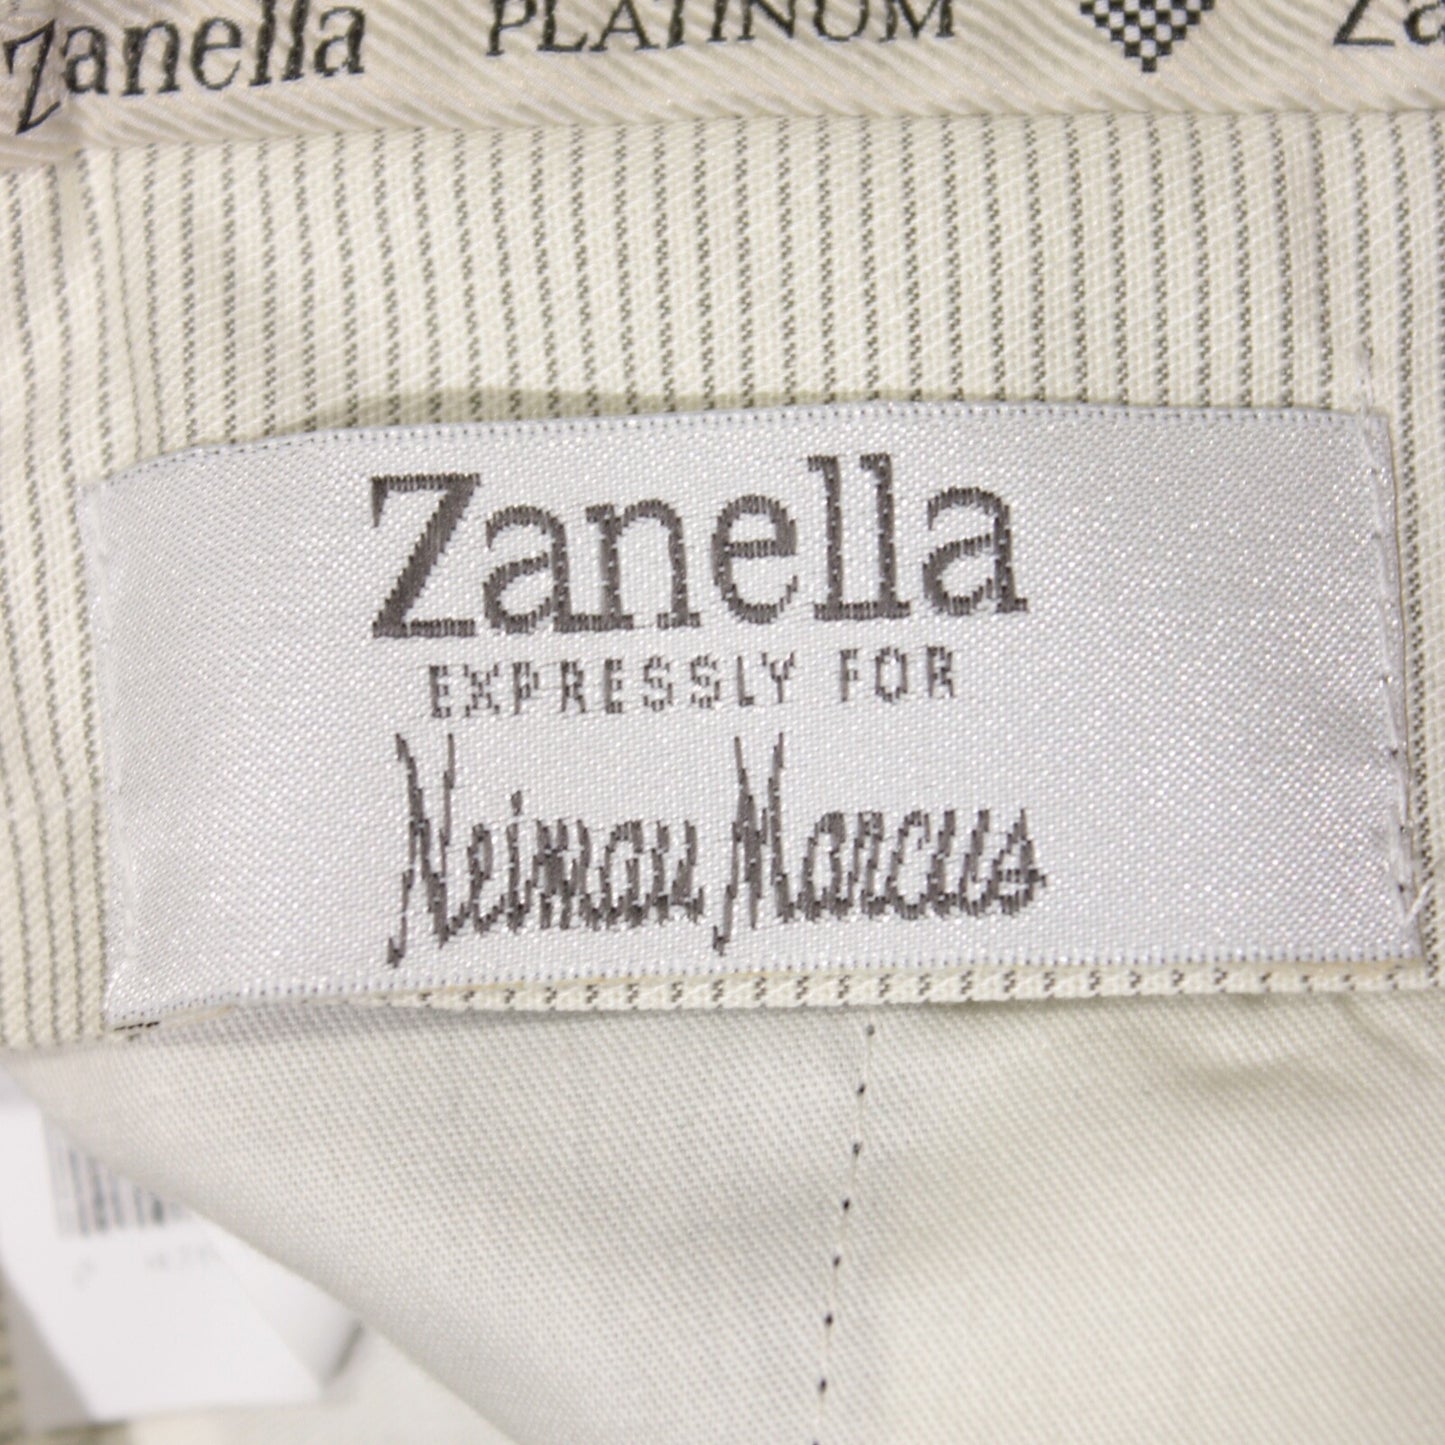 Zanella PLATINUM Za
Zanella
EXPRESSLY FOR
Neiman Marcus